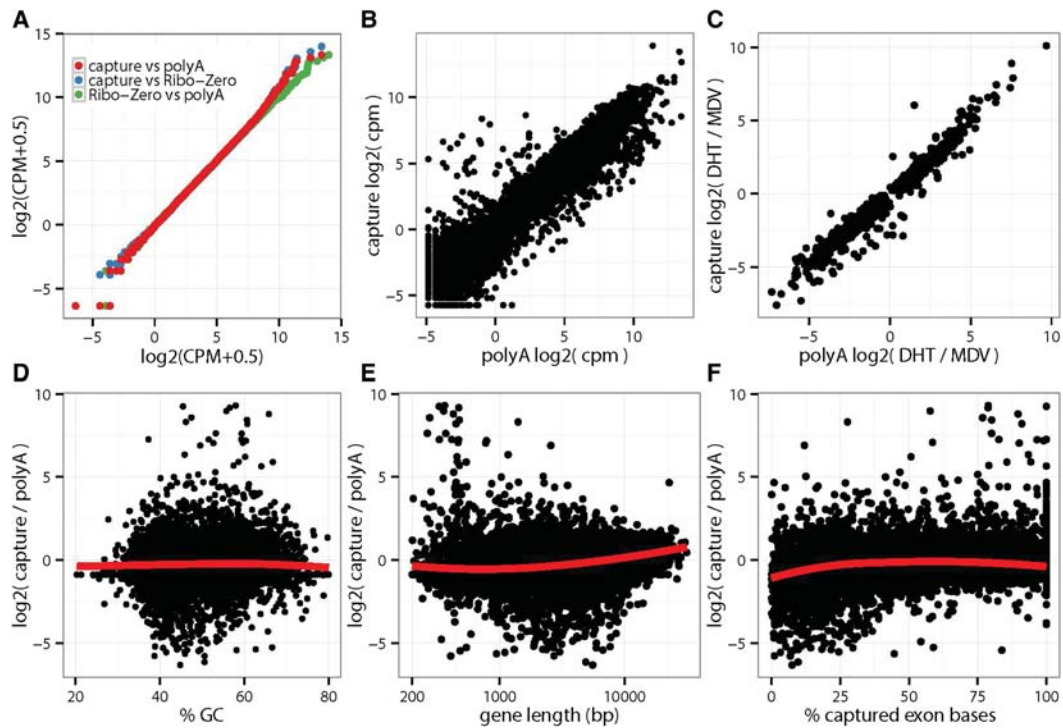 A
log2(CPM+0.5)
15
10
5
0
−5
capture vs polyA
capture vs Ribo−Zero
Ribo−Zero vs polyA
−5 0 5 10 15
log2(CPM+0.5)
B
capture log2( cpm )
10
5
0
−5
−5 0 5 10
polyA log2( cpm )
C
capture log2( DHT / MDV )
10
5
0
−5
−5 0 5 10
polyA log2( DHT / MDV )
D
log2( capture / polyA )
10
5
0
−5
20 40 60 80
% GC
E
log2( capture / polyA )
10
5
0
−5
200 1000 10000
gene length (bp)
F
log2( capture / polyA )
10
5
0
−5
0 25 50 75 100
% captured exon bases